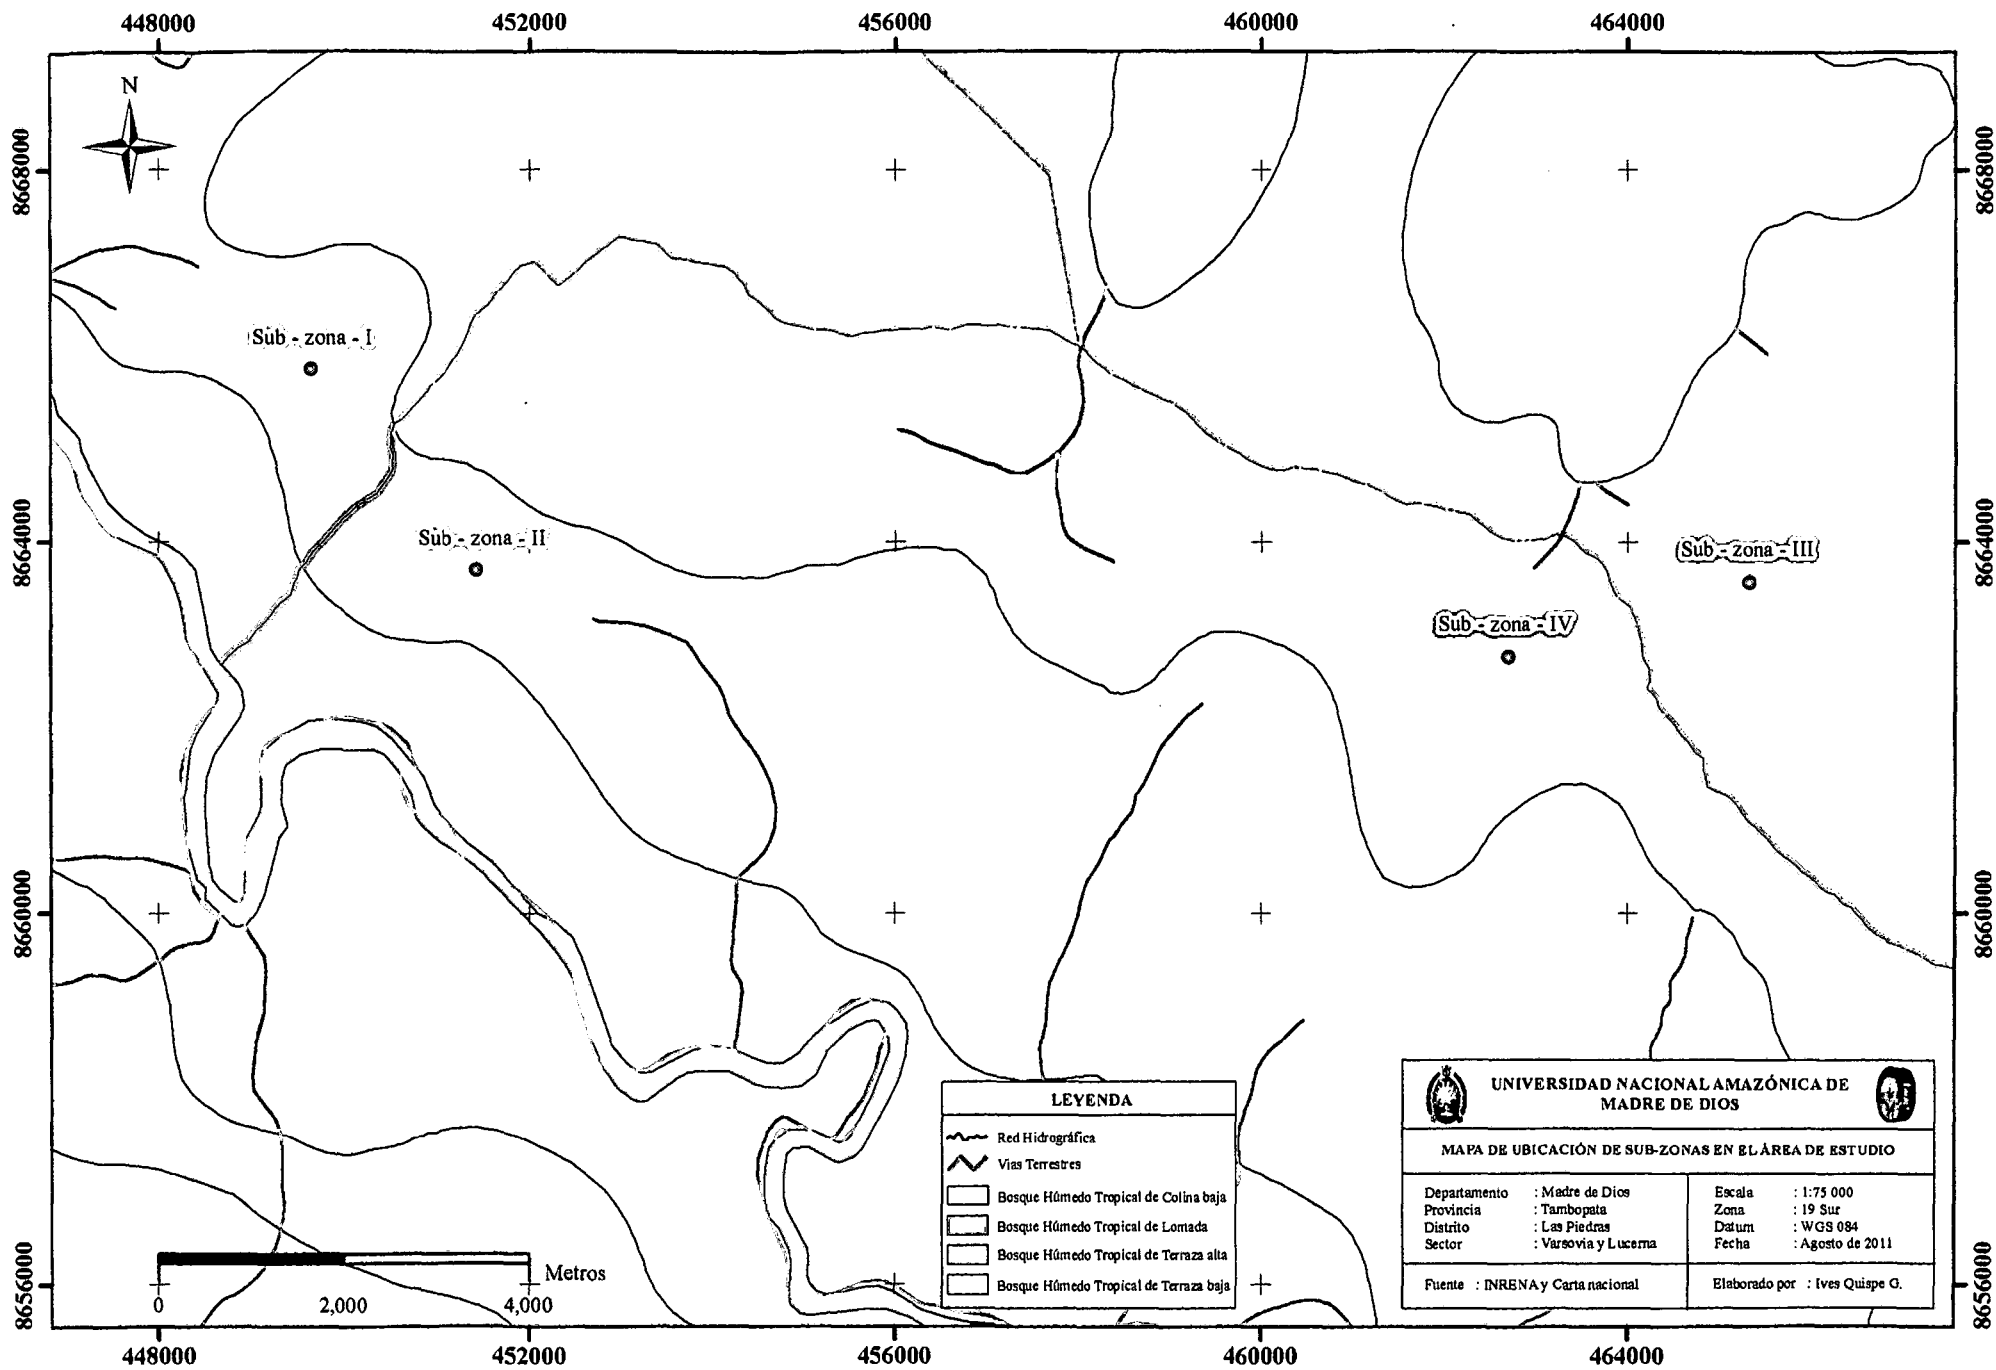 448000 452000 456000 460000 464000
N
8668000 8668000
Sub - zona - I
8664000 8664000
Sub - zona - II
Sub - zona - III
Sub - zona - IV
8660000 8660000
8656000 8656000
0 2,000 4,000 Metros
LEYENDA
Red Hidrográfica
Vias Terrestres
Bosque Húmedo Tropical de Colina baja
Bosque Húmedo Tropical de Lomada
Bosque Húmedo Tropical de Terraza alta
Bosque Húmedo Tropical de Terraza baja
UNIVERSIDAD NACIONAL AMAZÓNICA DE
MADRE DE DIOS
MAPA DE UBICACIÓN DE SUB-ZONAS EN EL ÁREA DE ESTUDIO
Departamento : Madre de Dios
Provincia : Tambopata
Distrito : Las Piedras
Sector : Varsovia y Lucerna
Escala : 1:75 000
Zona : 19 Sur
Datum : WGS 084
Fecha : Agosto de 2011
Fuente : INRENA y Carta nacional
Elaborado por : Ives Quispe G.
448000 452000 456000 460000 464000